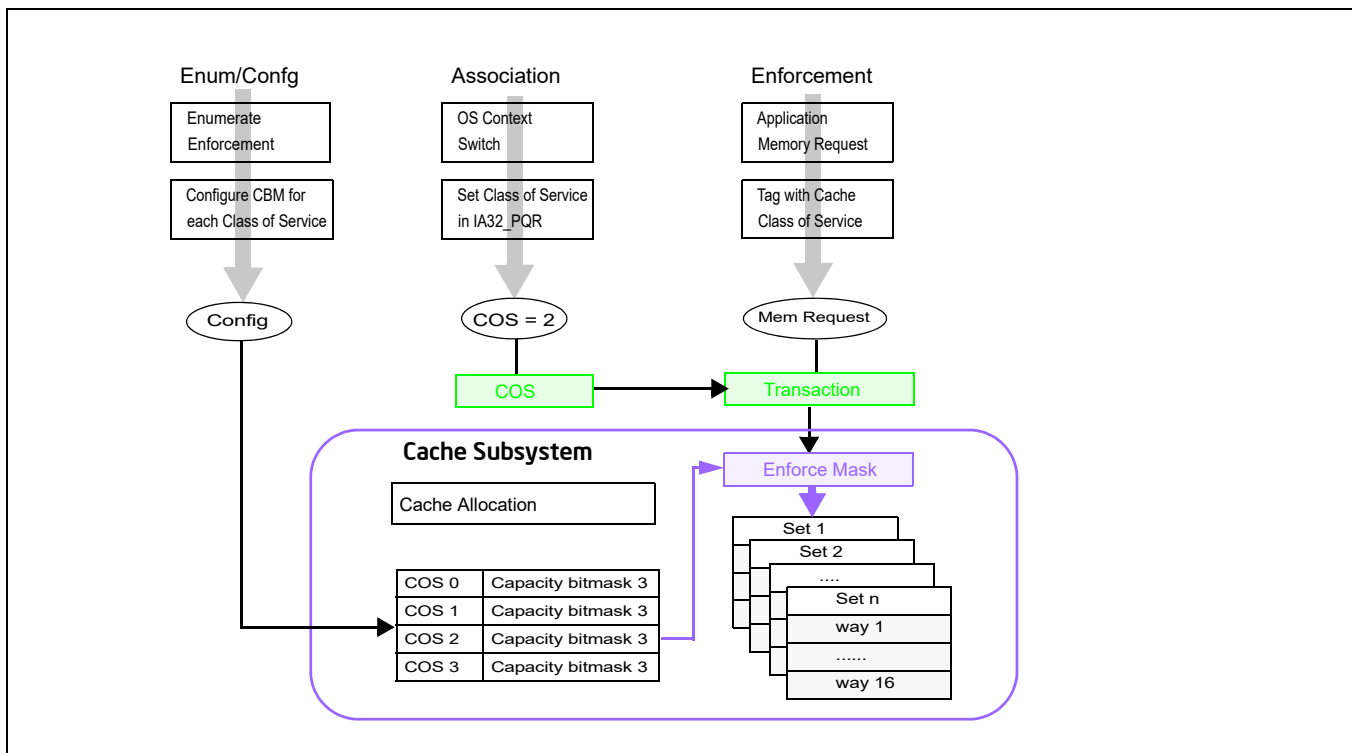 Enum/Confg
Association
Enforcement
Enumerate
Enforcement
OS Context
Switch
Application
Memory Request
Configure CBM for
each Class of Service
Set Class of Service
in IA32_PQR
Tag with Cache
Class of Service
Config
COS = 2
Mem Request
COS
Transaction
Cache Subsystem
Enforce Mask
Cache Allocation
Set 1
Set 2
....
Set n
way 1
......
way 16
COS 0 Capacity bitmask 3
COS 1 Capacity bitmask 3
COS 2 Capacity bitmask 3
COS 3 Capacity bitmask 3